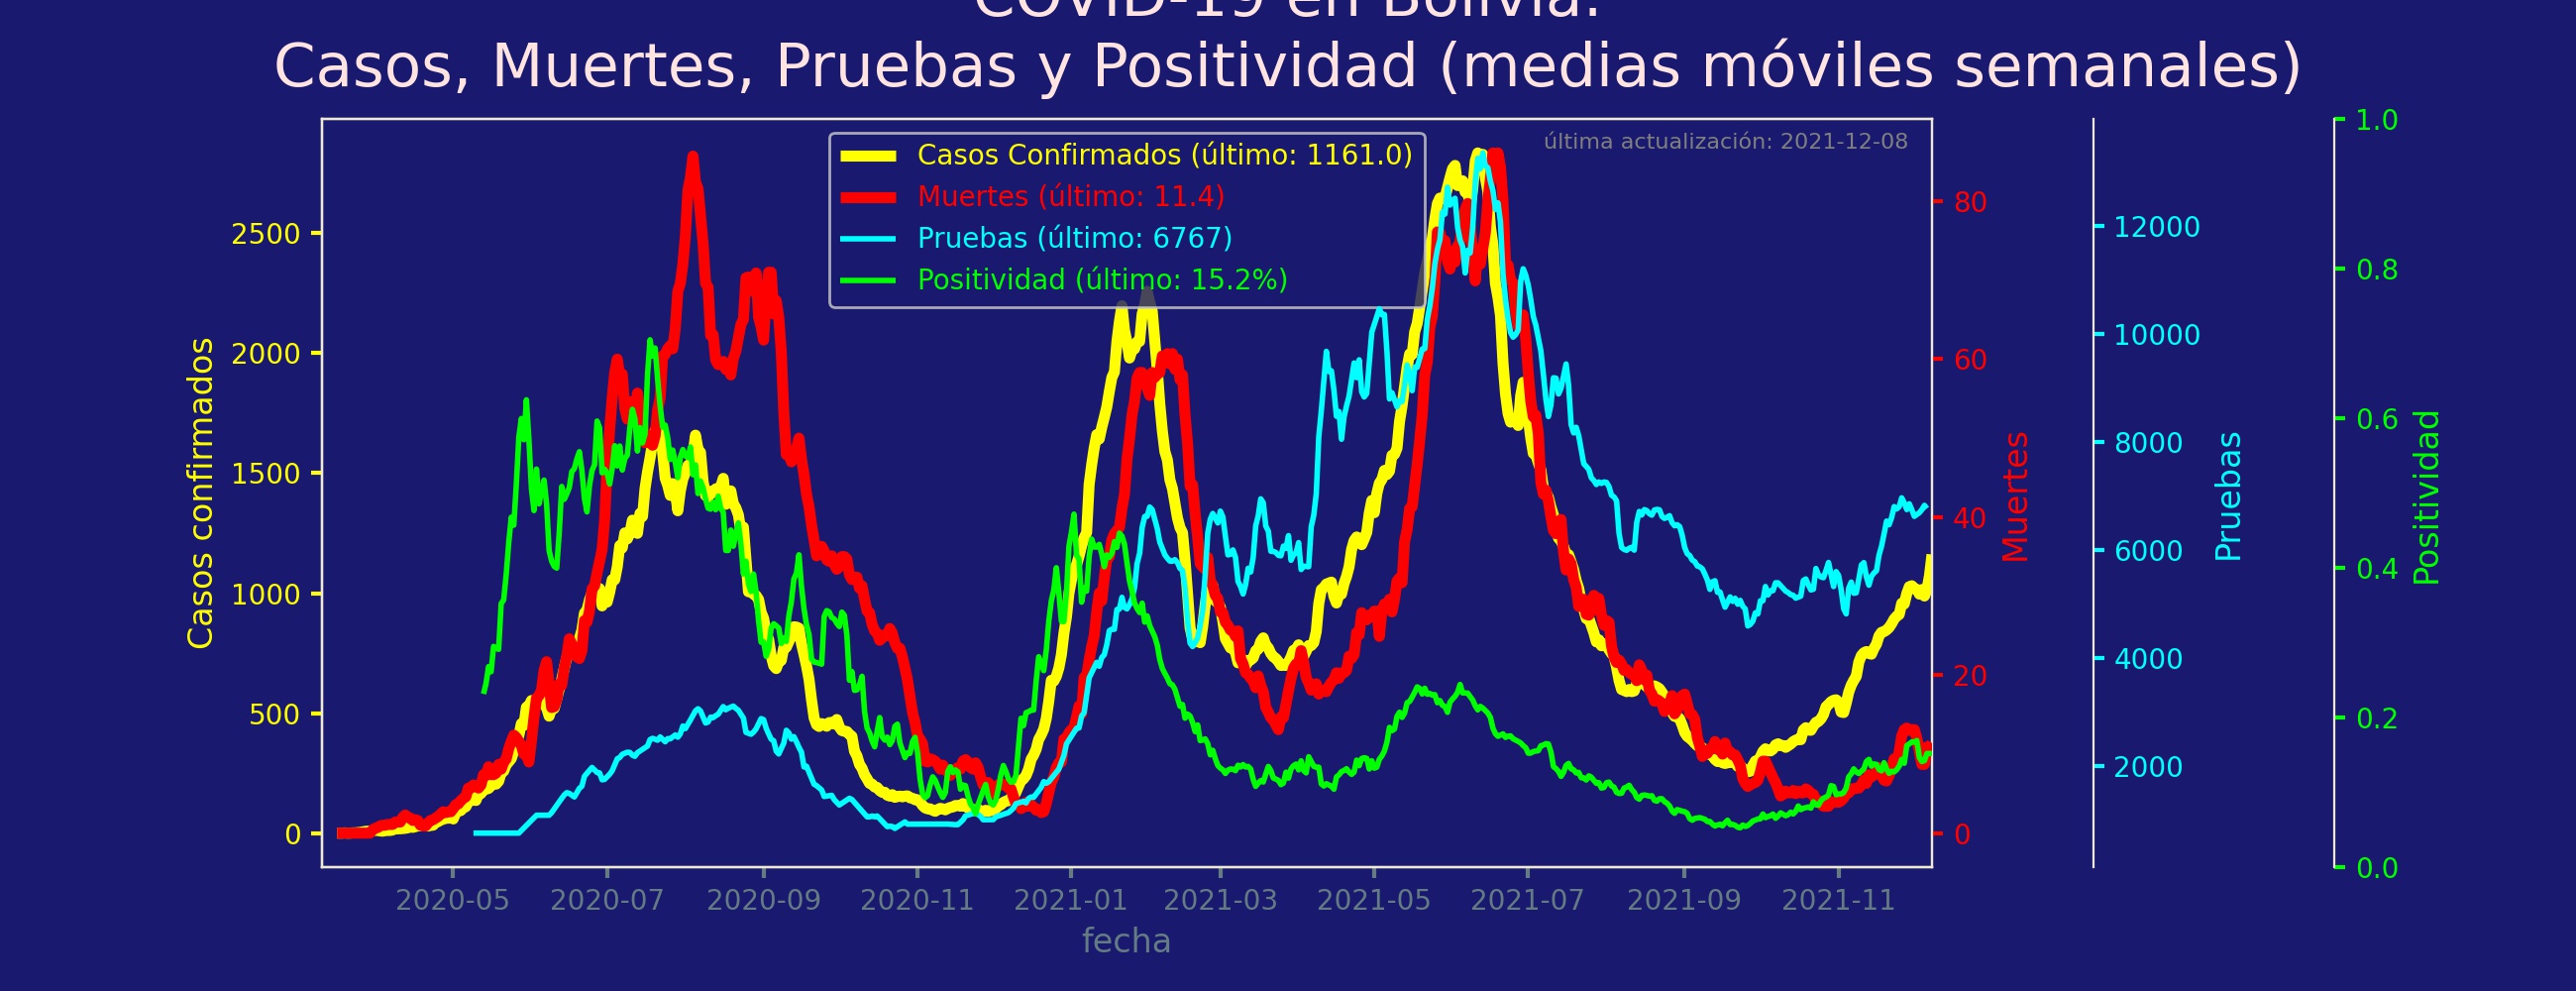 COVID-19 en Bolivia:
Casos, Muertes, Pruebas y Positividad (medias móviles semanales)
última actualización: 2021-12-08
Casos Confirmados (último: 1161.0)
Muertes (último: 11.4)
Pruebas (último: 6767)
Positividad (último: 15.2%)
Casos confirmados
2500
2000
1500
1000
500
0
80
60
40
20
0
Muertes
12000
10000
8000
6000
4000
2000
Pruebas
1.0
0.8
0.6
0.4
0.2
0.0
Positividad
2020-05 2020-07 2020-09 2020-11 2021-01 2021-03 2021-05 2021-07 2021-09 2021-11
fecha